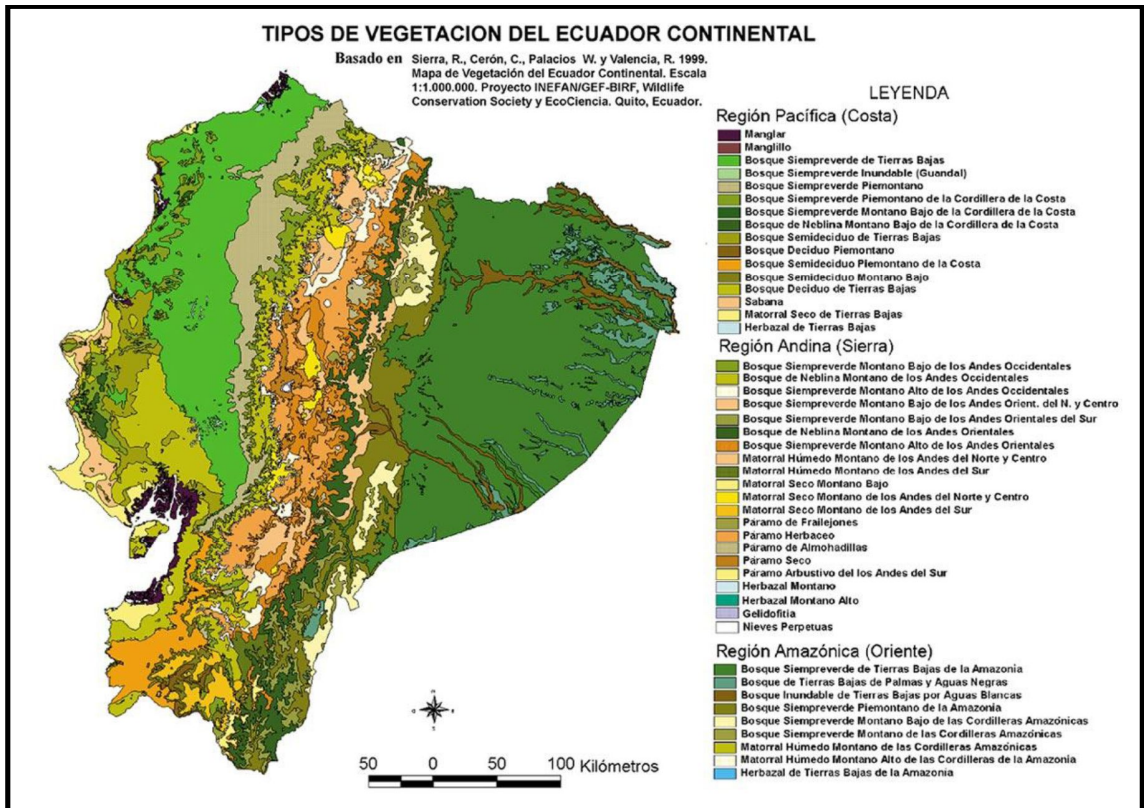 TIPOS DE VEGETACION DEL ECUADOR CONTINENTAL
Basado en Sierra, R., Cerón, C., Palacios W. y Valencia, R. 1999.
Mapa de Vegetación del Ecuador Continental. Escala
1:1.000.000. Proyecto INEFAN/GEF-BIRF, Wildlife
Conservation Society y EcoCiencia. Quito, Ecuador.
LEYENDA
Región Pacífica (Costa)
Manglar
Manglillo
Bosque Siempreverde de Tierras Bajas
Bosque Siempreverde Inundable (Guandal)
Bosque Siempreverde Piemontano
Bosque Siempreverde Piemontano de la Cordillera de la Costa
Bosque Siempreverde Montano Bajo de la Cordillera de la Costa
Bosque de Neblina Montano Bajo de la Cordillera de la Costa
Bosque Semideciduo de Tierras Bajas
Bosque Deciduo Piemontano
Bosque Semideciduo Piemontano de la Costa
Bosque Semideciduo Montano Bajo
Bosque Deciduo de Tierras Bajas
Sabana
Matorral Seco de Tierras Bajas
Herbazal de Tierras Bajas
Región Andina (Sierra)
Bosque Siempreverde Montano Bajo de los Andes Occidentales
Bosque de Neblina Montano de los Andes Occidentales
Bosque Siempreverde Montano Alto de los Andes Occidentales
Bosque Siempreverde Montano Bajo de los Andes Orient. del N. y Centro
Bosque Siempreverde Montano Bajo de los Andes Orientales del Sur
Bosque de Neblina Montano de los Andes Orientales
Bosque Siempreverde Montano Alto de los Andes Orientales
Matorral Húmedo Montano de los Andes del Norte y Centro
Matorral Húmedo Montano de los Andes del Sur
Matorral Seco Montano Bajo
Matorral Seco Montano de los Andes del Norte y Centro
Matorral Seco Montano de los Andes del Sur
Páramo de Frailejones
Páramo Herbaceo
Páramo de Almohadillas
Páramo Seco
Páramo Arbustivo del los Andes del Sur
Herbazal Montano
Herbazal Montano Alto
Gelidofitia
Nieves Perpetuas
Región Amazónica (Oriente)
Bosque Siempreverde de Tierras Bajas de la Amazonia
Bosque de Tierras Bajas de Palmas y Aguas Negras
Bosque Inundable de Tierras Bajas por Aguas Blancas
Bosque Siempreverde Piemontano de la Amazonía
Bosque Siempreverde Montano Bajo de las Cordilleras Amazónicas
Bosque Siempreverde Montano de las Cordilleras Amazónicas
Matorral Húmedo Montano de las Cordilleras Amazónicas
Matorral Húmedo Montano Alto de las Cordilleras de la Amazonia
Herbazal de Tierras Bajas de la Amazonía
50 0 50 100 Kilómetros